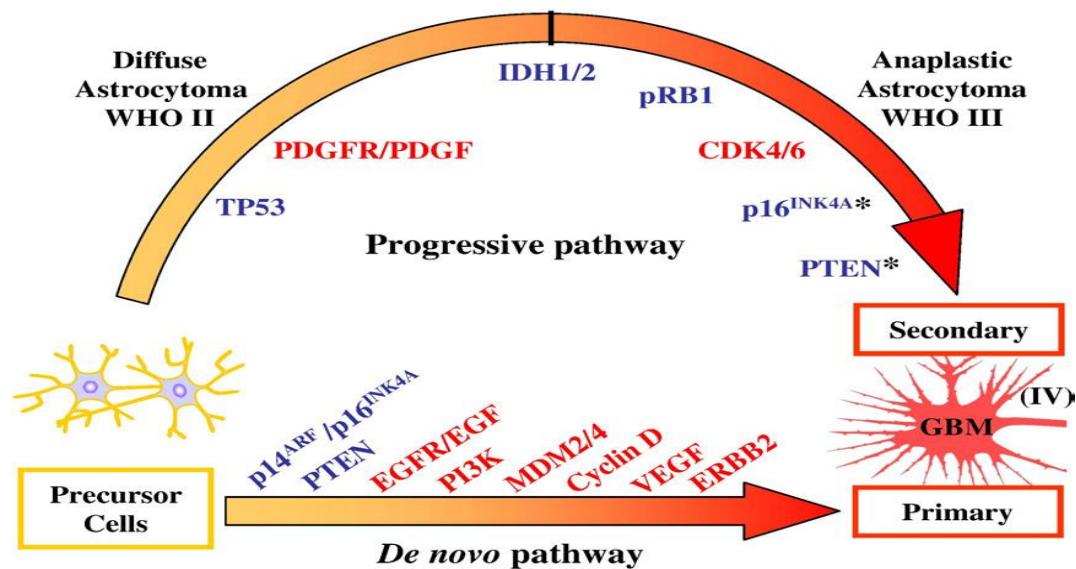 Diffuse
Astrocytoma
WHO II
IDH1/2
pRB1
Anaplastic
Astrocytoma
WHO III
PDGFR/PDGF
CDK4/6
TP53
p16INK4A*
Progressive pathway
PTEN*
Secondary
p14ARF /p16INK4A
PTEN
EGFR/EGF
PI3K
MDM2/4
Cyclin D
VEGF
ERBB2
(IV)
GBM
Precursor
Cells
Primary
De novo pathway